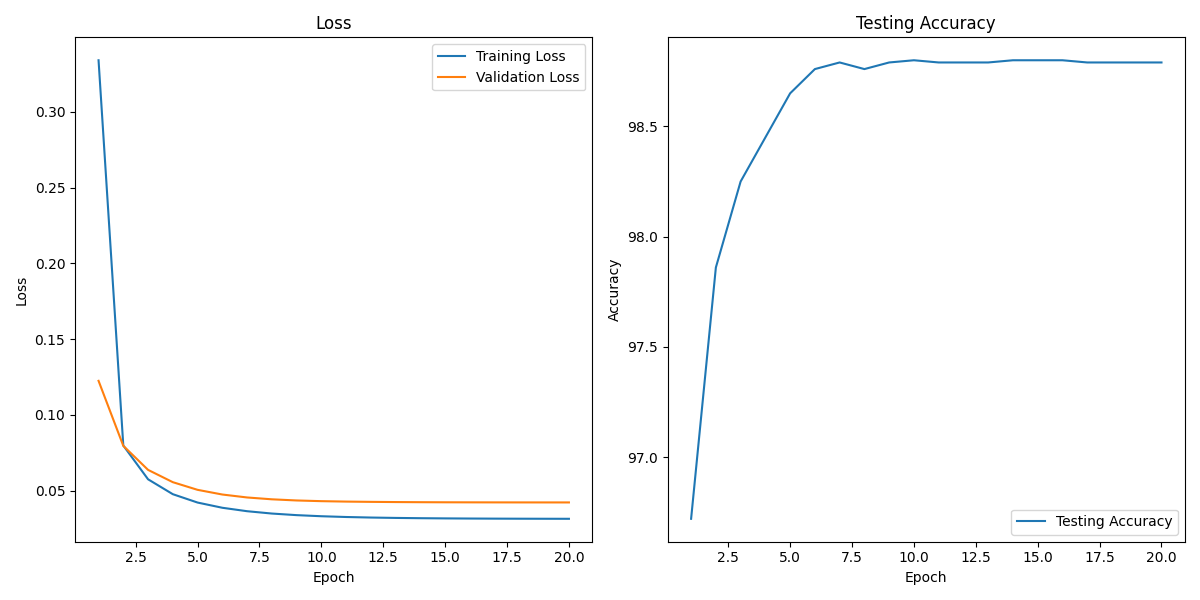 Loss
Training Loss
Validation Loss
0.30
0.25
0.20
0.15
0.10
0.05
Loss
2.5 5.0 7.5 10.0 12.5 15.0 17.5 20.0
Epoch
Testing Accuracy
98.5
98.0
97.5
97.0
Accuracy
Testing Accuracy
2.5 5.0 7.5 10.0 12.5 15.0 17.5 20.0
Epoch